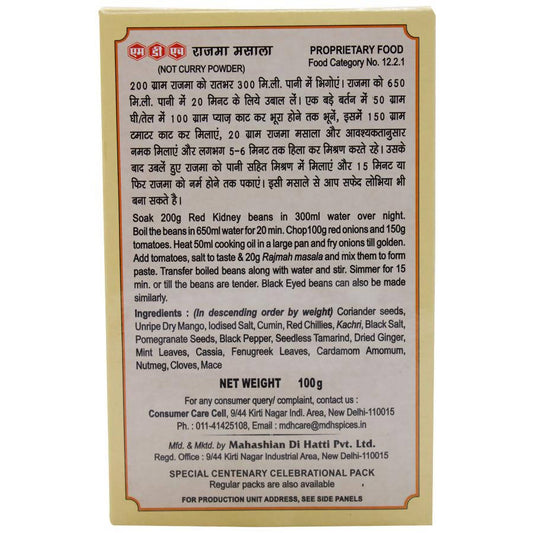 एम डी एच राजमा मसाला
(NOT CURRY POWDER)
PROPRIETARY FOOD
Food Category No. 12.2.1
200 ग्राम राजमा को रातभर 300 मि.ली. पानी में भिगोएं। राजमा को 650
मि.ली. पानी में 20 मिनट के लिये उबाल लें। एक बड़े बर्तन में 50 ग्राम
घी/तेल में 100 ग्राम प्याज़ काट कर भूरा होने तक भूनें, इसमें 150 ग्राम
टमाटर काट कर मिलाएं, 20 ग्राम राजमा मसाला और आवश्यकतानुसार
नमक मिलाएं और लगभग 5-6 मिनट तक हिला कर मिश्रण करते रहे। उसके
बाद उबलें हुए राजमा को पानी सहित मिश्रण में मिलाएं और 15 मिनट या
फिर राजमा को नर्म होने तक पकाएं। इसी मसाले से आप सफेद लोभिया भी
बना सकते है।
Soak 200g Red Kidney beans in 300ml water over night.
Boil the beans in 650ml water for 20 min. Chop100g red onions and 150g
tomatoes. Heat 50ml cooking oil in a large pan and fry onions till golden.
Add tomatoes, salt to taste & 20g Rajmah masala and mix them to form
paste. Transfer boiled beans along with water and stir. Simmer for 15
min. or till the beans are tender. Black Eyed beans can also be made
similarly.
Ingredients : (In descending order by weight) Coriander seeds,
Unripe Dry Mango, Iodised Salt, Cumin, Red Chillies, Kachri, Black Salt,
Pomegranate Seeds, Black Pepper, Seedless Tamarind, Dried Ginger,
Mint Leaves, Cassia, Fenugreek Leaves, Cardamom Amomum,
Nutmeg, Cloves, Mace
NET WEIGHT 100g
For any consumer query/ complaint, contact us :
Consumer Care Cell, 9/44 Kirti Nagar Indl. Area, New Delhi-110015
Ph. : 011-41425108, Email : mdhcare@mdhspices.in
Mfd. & Mktd. by Mahashian Di Hatti Pvt. Ltd.
Regd. Office : 9/44 Kirti Nagar Industrial Area, New Delhi-110015
SPECIAL CENTENARY CELEBRATIONAL PACK
Regular packs are also available
FOR PRODUCTION UNIT ADDRESS, SEE SIDE PANELS